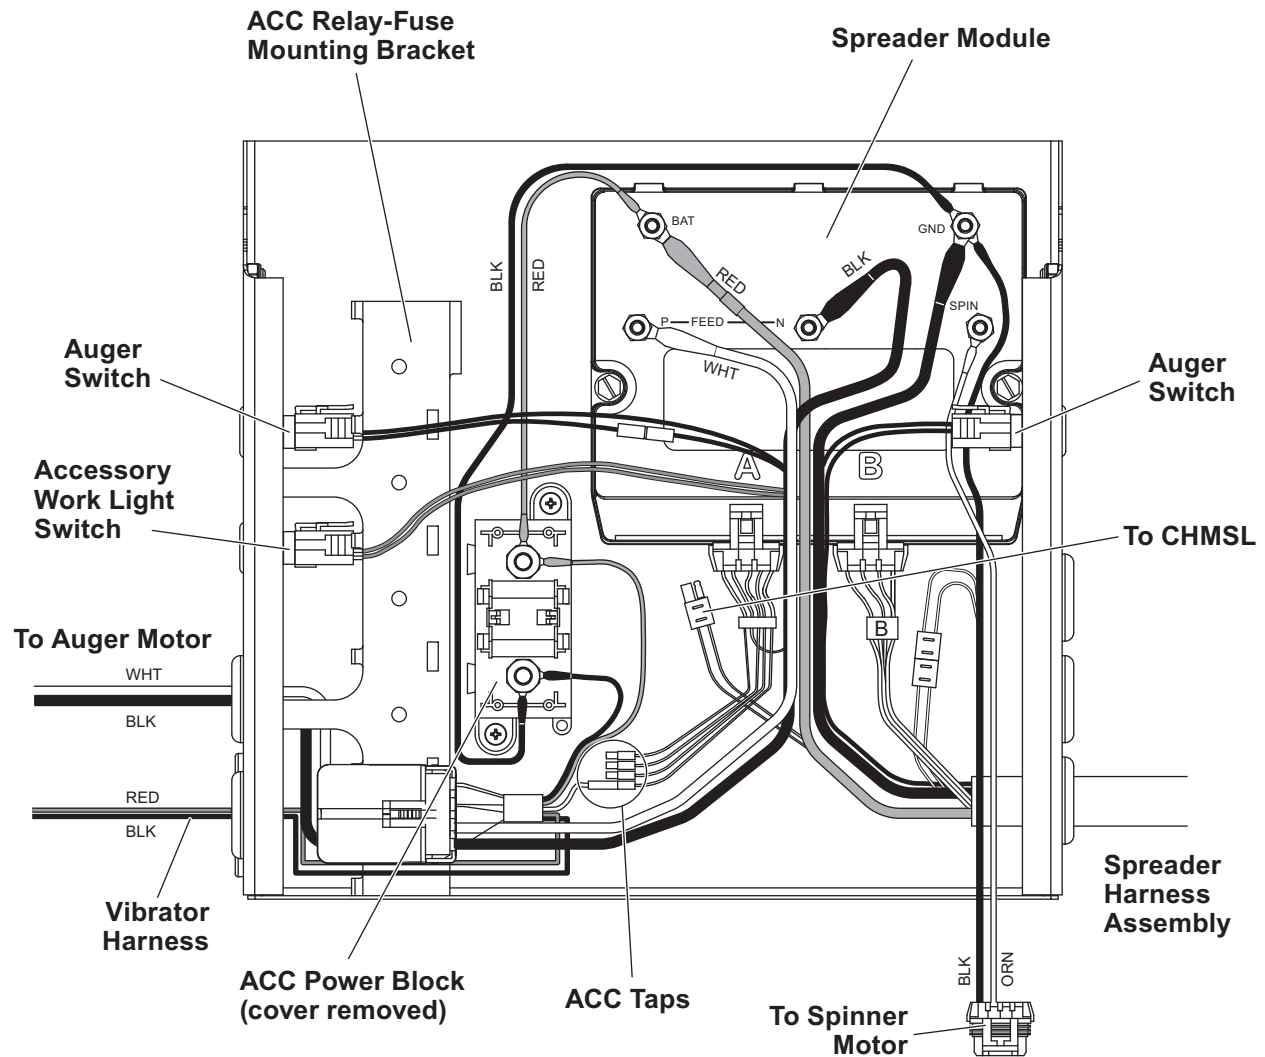 ACC Relay-Fuse
Mounting Bracket
Spreader Module
BAT
GND
BLK
RED
RED
BLK
SPIN
P
FEED
N
WHT
Auger
Switch
Auger
Switch
A
B
Accessory
Work Light
Switch
To CHMSL
To Auger Motor
B
WHT
BLK
RED
BLK
Vibrator
Harness
Spreader
Harness
Assembly
ACC Power Block
(cover removed)
ACC Taps
BLK
ORN
To Spinner
Motor